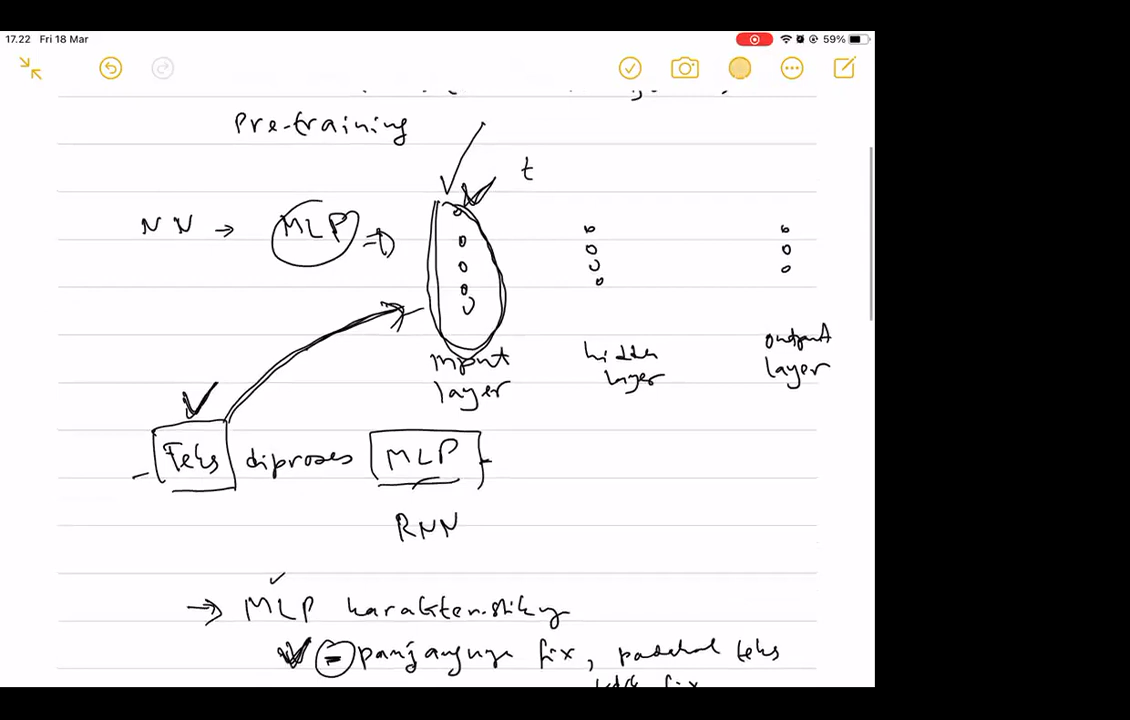 17.22 Fri 18 Mar
59%
Pre-training
t
NN → MLP ⇒
input layer
hidden layer
output layer
Teks diproses MLP
RNN
→ MLP karakteristiknya
- panjangnya fix, padahal teks
fix